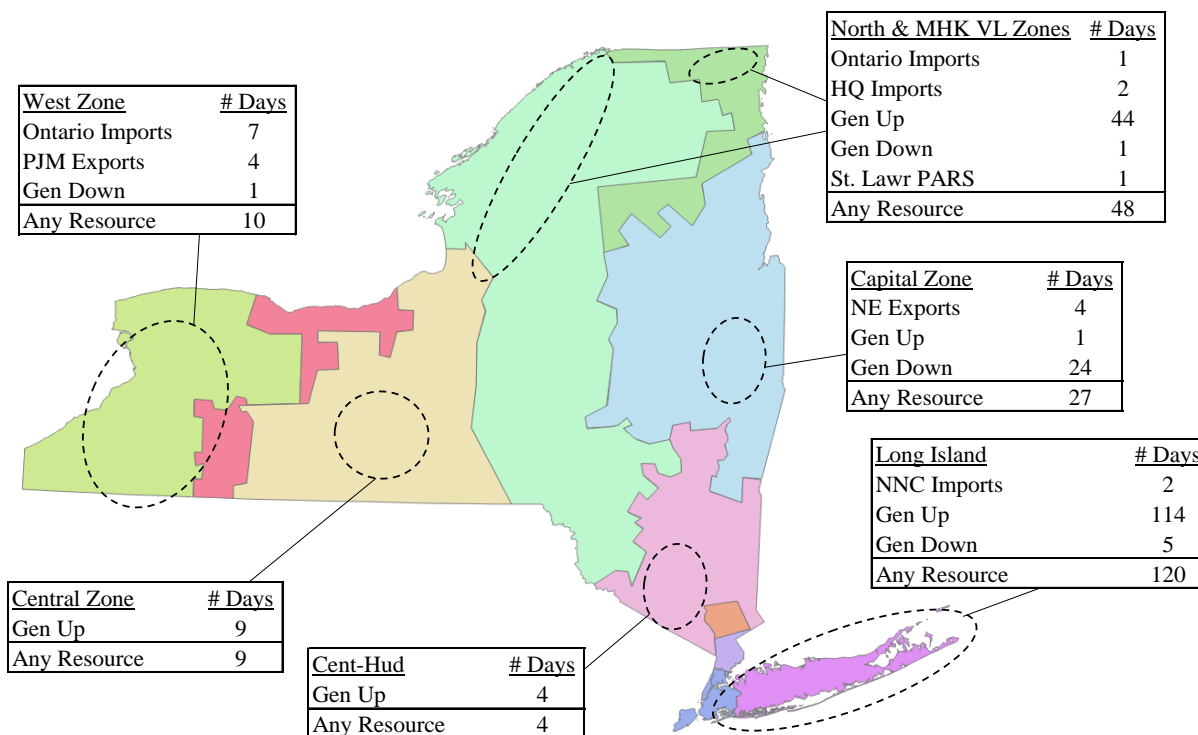 North & MHK VL Zones # Days
Ontario Imports 1
HQ Imports 2
Gen Up 44
Gen Down 1
St. Lawr PARS 1
Any Resource 48
West Zone # Days
Ontario Imports 7
PJM Exports 4
Gen Down 1
Any Resource 10
Capital Zone # Days
NE Exports 4
Gen Up 1
Gen Down 24
Any Resource 27
Long Island # Days
NNC Imports 2
Gen Up 114
Gen Down 5
Any Resource 120
Central Zone # Days
Gen Up 9
Any Resource 9
Cent-Hud # Days
Gen Up 4
Any Resource 4